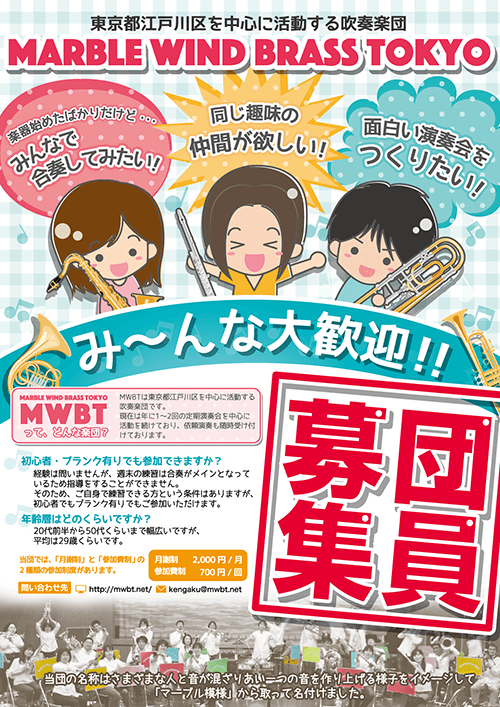 東京都江戸川区を中心に活動する吹奏楽団
MARBLE WIND BRASS TOKYO
楽器始めたばかりだけど・・・
みんなで
合奏してみたい!
同じ趣味の
仲間が欲しい!
面白い演奏会を
つくりたい!
み〜んな大歓迎!!
MARBLE WIND BRASS TOKYO
MWBT
って、どんな楽団?
MWBTは東京都江戸川区を中心に活動する
吹奏楽団です。
現在は年に1〜2回の定期演奏会を中心に
活動を続けており、依頼演奏も随時受け付
けております。
初心者・ブランク有りでも参加できますか?
経験は問いませんが、週末の練習は合奏がメインとなって
いるため指導をすることができません。
そのため、ご自身で練習できる方という条件はありますが、
初心者でもブランク有りでもご参加いただけます。
年齢層はどのくらいですか?
20代前半から50代くらいまで幅広いですが、
平均は29歳くらいです。
当団では、「月謝制」と「参加費制」の
2種類の参加制度があります。
月謝制 2,000円/月
参加費制 700円/回
問い合わせ先 http://mwbt.net/ kengaku@mwbt.net
団員
募集
当団の名称はさまざまな人と音が混ざりあい一つの音を作り上げる様子をイメージして
「マーブル模様」から取って名付けました。